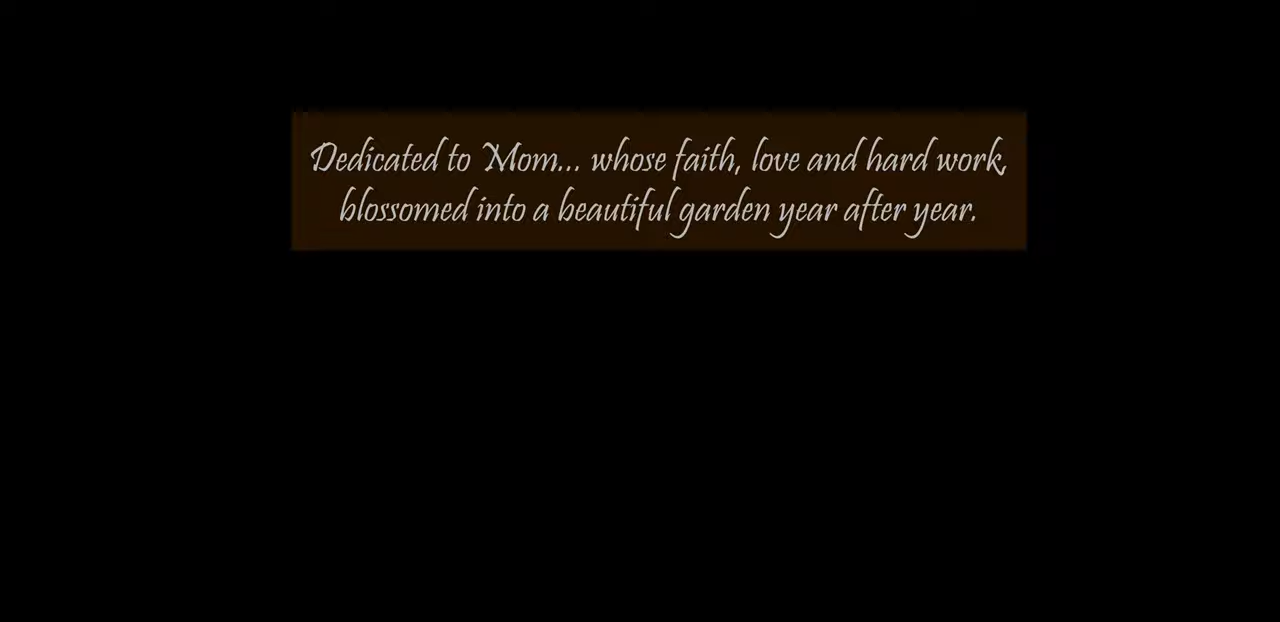 Dedicated to Mom... whose faith, love and hard work,
blossomed into a beautiful garden year after year.